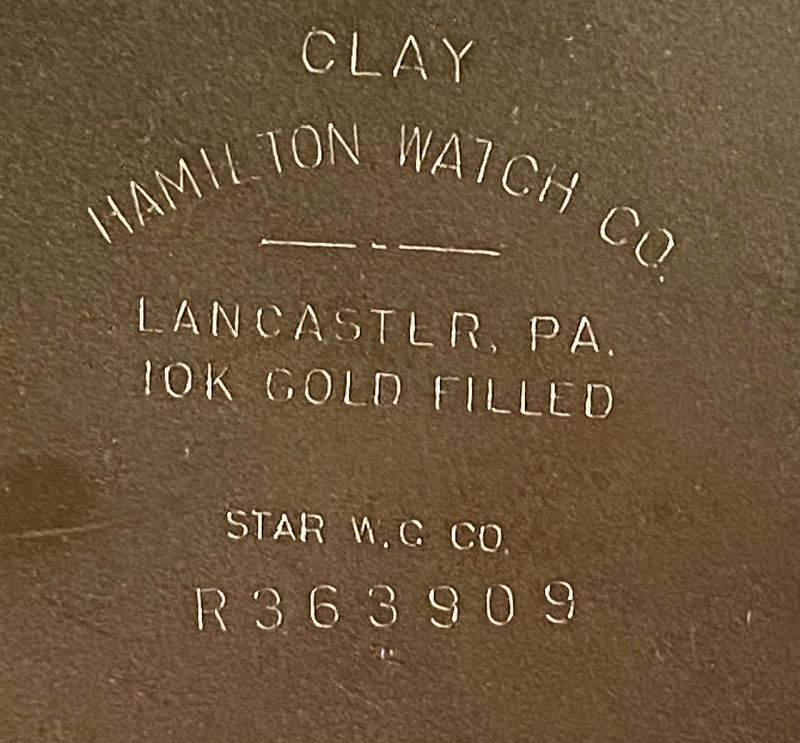 CLAY
HAMILTON WATCH CO.
LANCASTER, PA.
10K GOLD FILLED
STAR W.C CO.
R363909